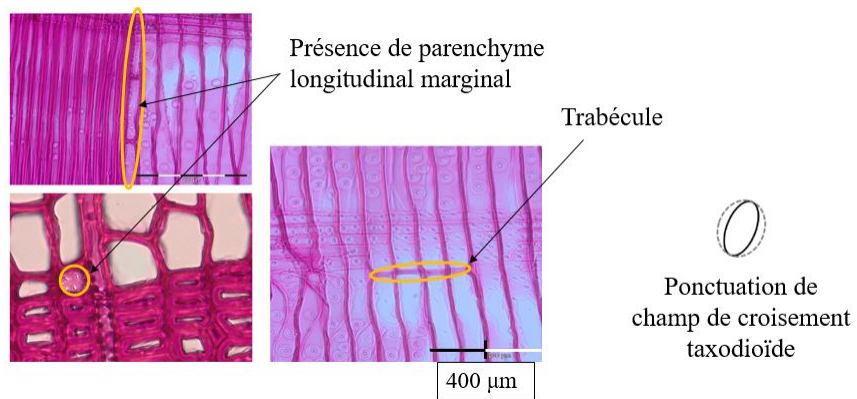 Présence de parenchyme
longitudinal marginal
Trabécule
Ponctuation de
champ de croisement
taxodioïde
400 µm